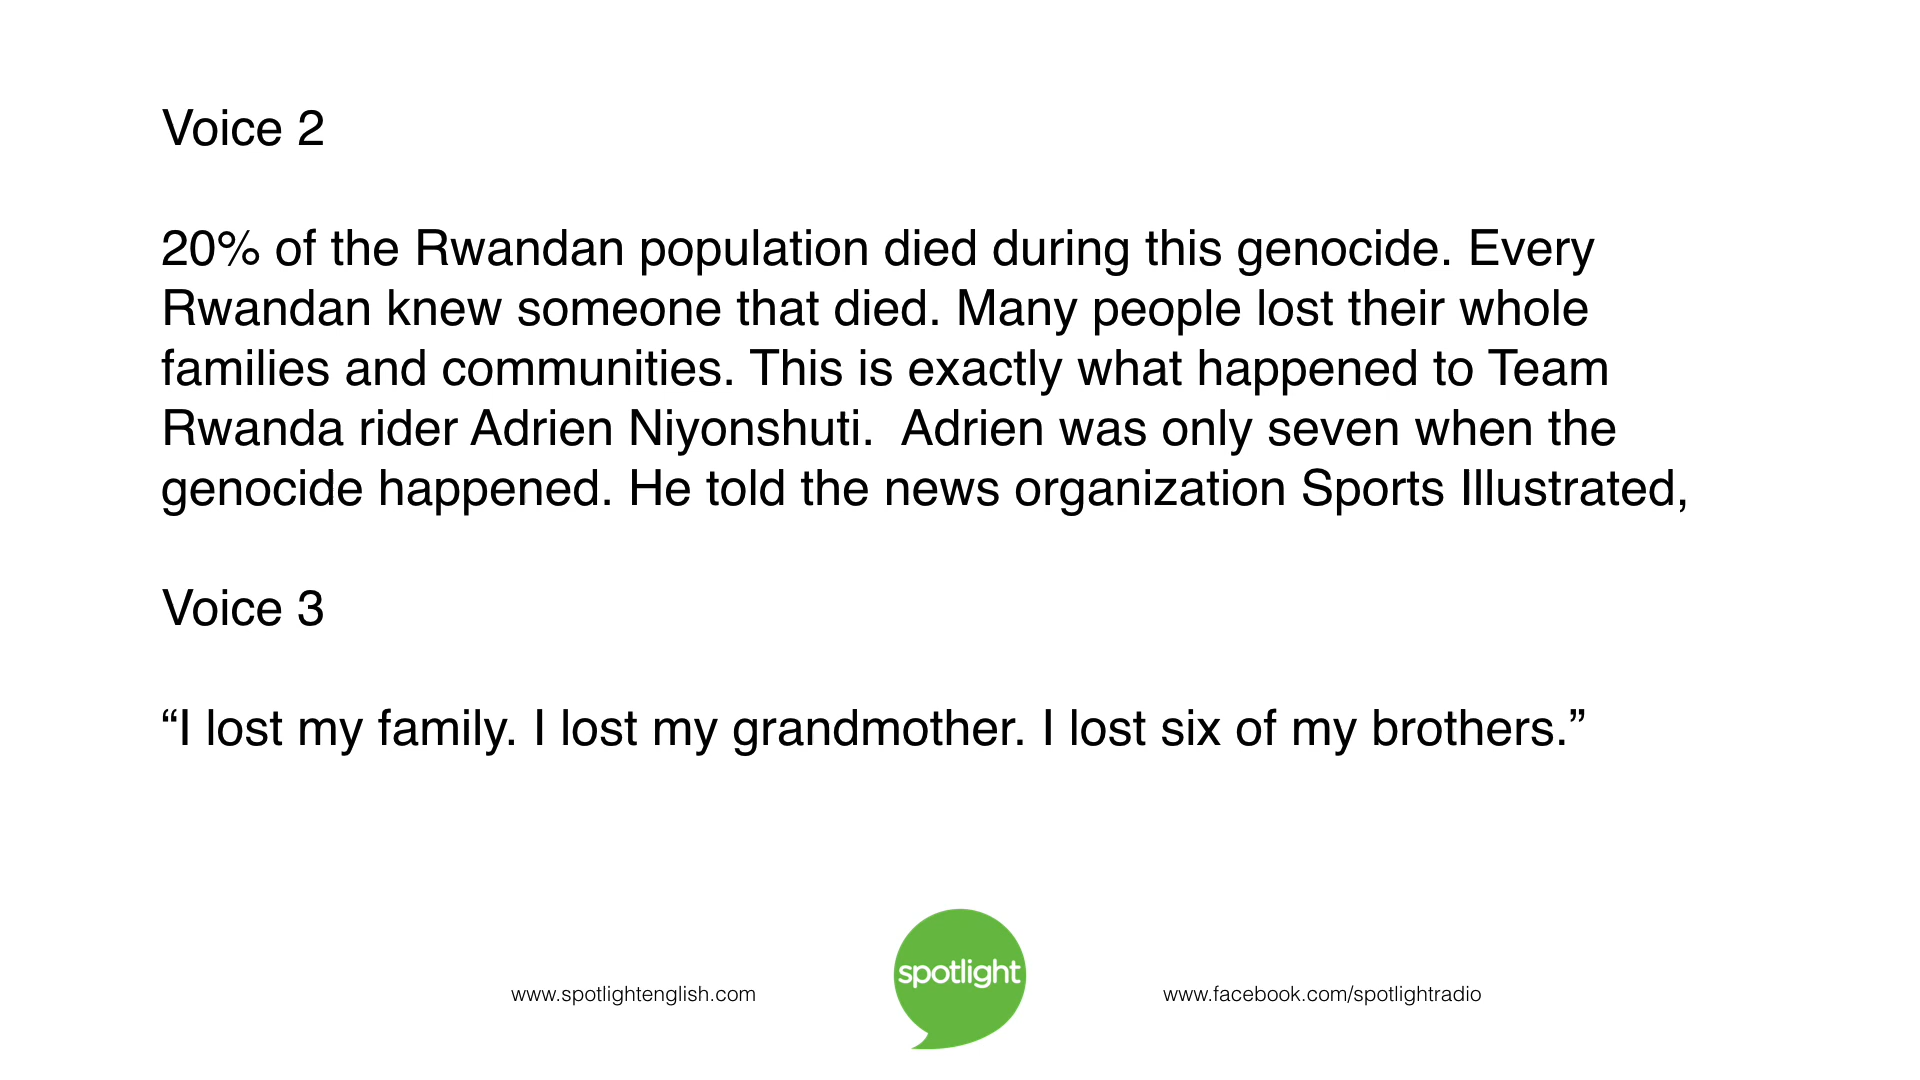 Voice 2
20% of the Rwandan population died during this genocide. Every
Rwandan knew someone that died. Many people lost their whole
families and communities. This is exactly what happened to Team
Rwanda rider Adrien Niyonshuti.  Adrien was only seven when the
genocide happened. He told the news organization Sports Illustrated,
Voice 3
“I lost my family. I lost my grandmother. I lost six of my brothers.”
spotlight
www.spotlightenglish.com
www.facebook.com/spotlightradio